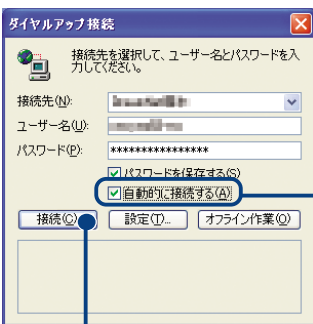 ダイヤルアップ接続
接続先を選択して、ユーザー名とパスワードを入
力してください。
接続先(N):
ユーザー名(U):
パスワード(P): ****************
パスワードを保存する(S)
自動的に接続する(A)
接続(C) 設定(T)... オフライン作業(O)